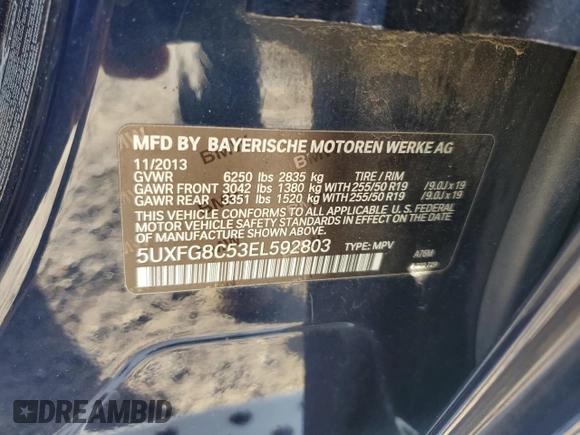 MFD BY BAYERISCHE MOTOREN WERKE AG
11/2013
GVWR 6250 lbs 2835 kg TIRE / RIM
GAWR FRONT 3042 lbs 1380 kg WITH 255/50 R19 /9.0J x 19
GAWR REAR 3351 lbs 1520 kg WITH 255/50 R19 /9.0J x 19
THIS VEHICLE CONFORMS TO ALL APPLICABLE U.S. FEDERAL
MOTOR VEHICLE SAFETY STANDARDS IN EFFECT ON THE DATE
OF MANUFACTURE SHOWN ABOVE.
5UXFG8C53EL592803 TYPE: MPV A76M
DREAMBID